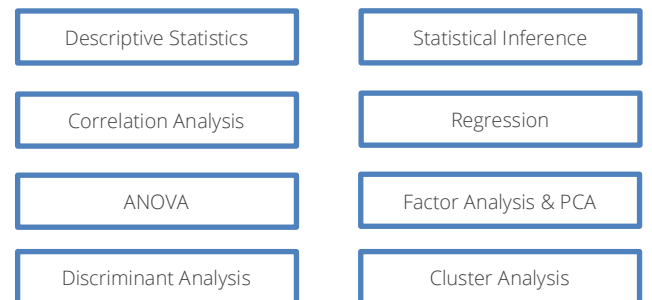 Descriptive Statistics
Statistical Inference
Correlation Analysis
Regression
ANOVA
Factor Analysis & PCA
Discriminant Analysis
Cluster Analysis